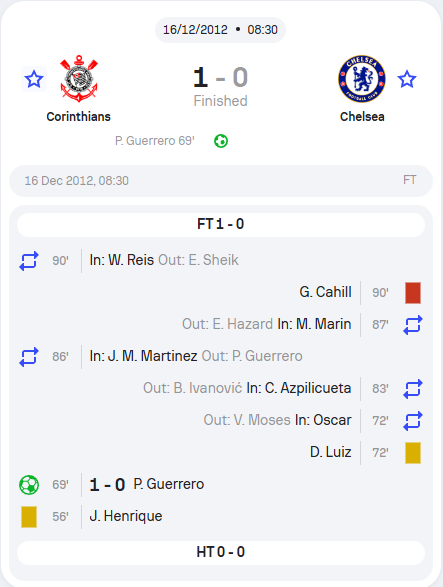 16/12/2012 • 08:30
CHELSEA
FOOTBALL CLUB
1 - 0
Finished
Corinthians
Chelsea
P. Guerrero 69'
16 Dec 2012, 08:30 FT
FT 1 - 0
90' In: W. Reis Out: E. Sheik
G. Cahill 90'
Out: E. Hazard In: M. Marin 87'
86' In: J. M. Martinez Out: P. Guerrero
Out: B. Ivanović In: C. Azpilicueta 83'
Out: V. Moses In: Oscar 72'
D. Luiz 72'
69' 1 - 0 P. Guerrero
56' J. Henrique
HT 0 - 0